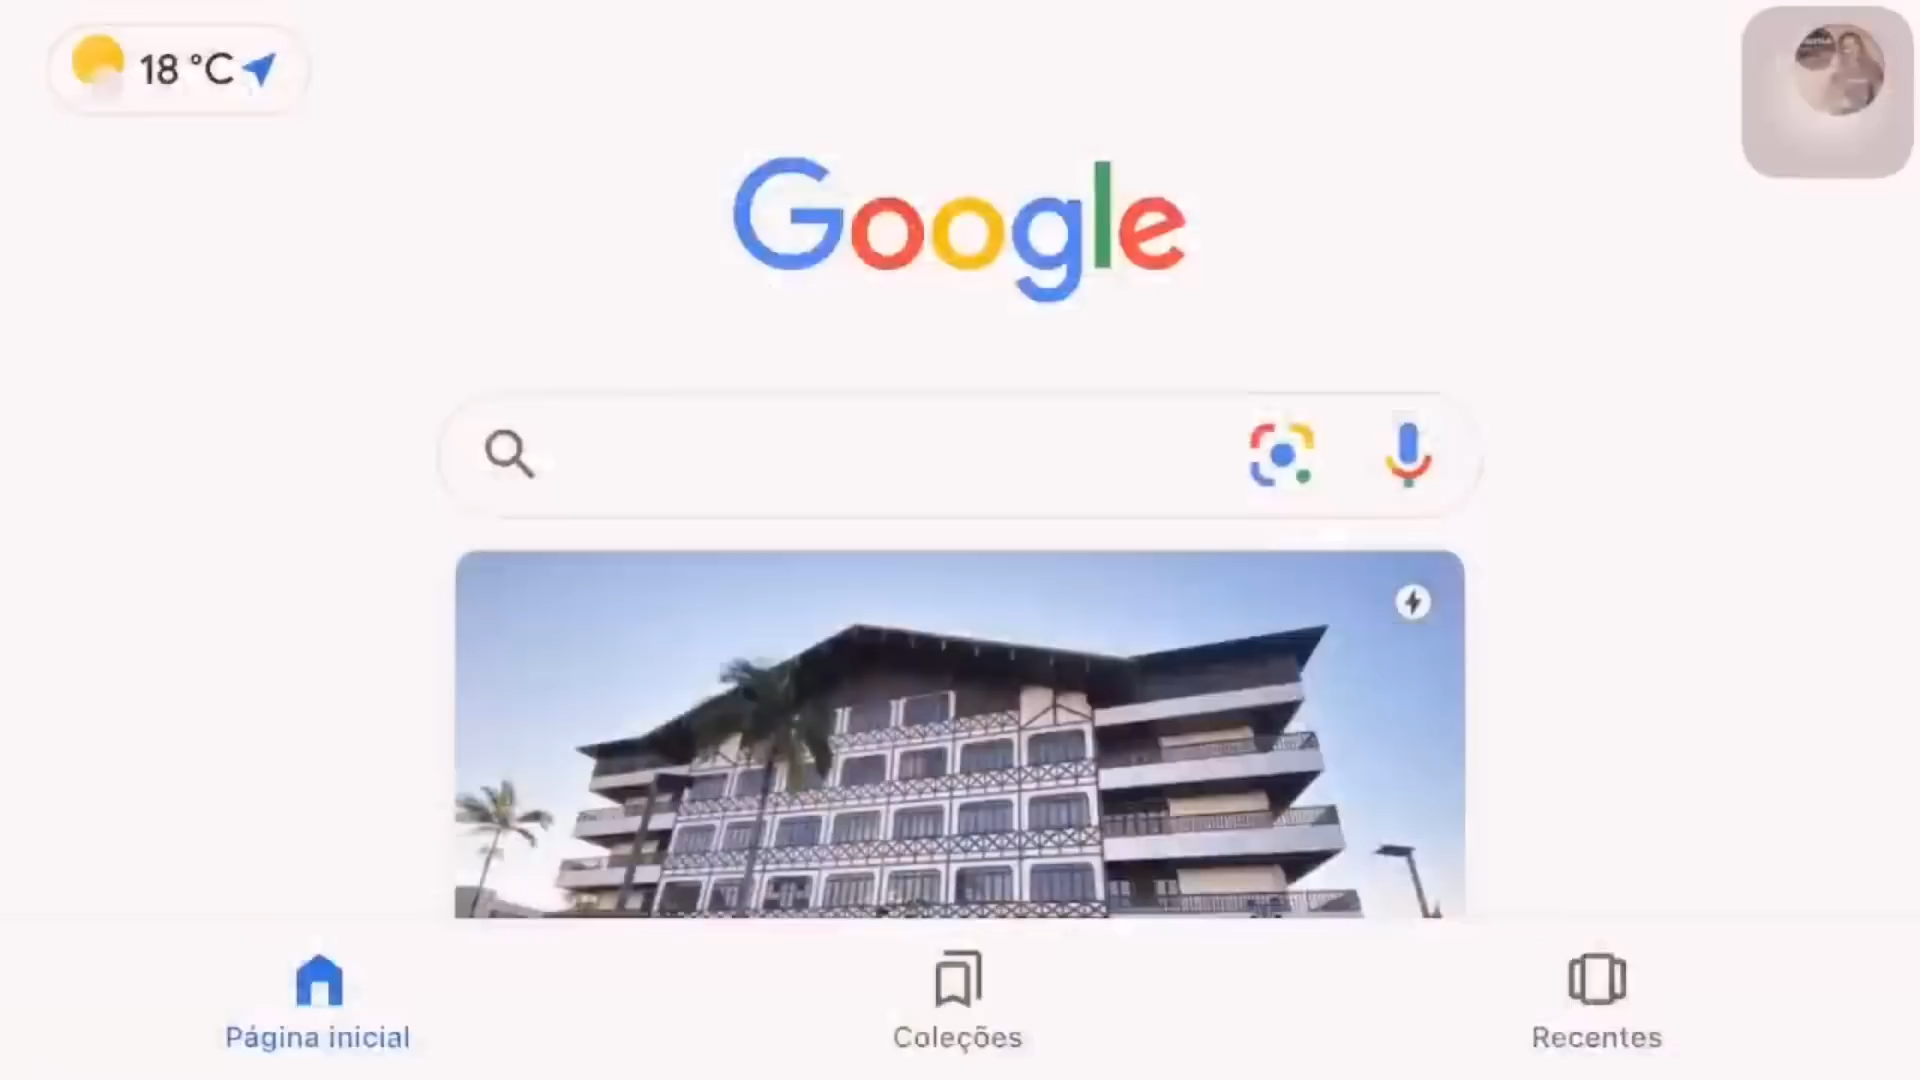 18 °C
Google
Página inicial
Coleções
Recentes